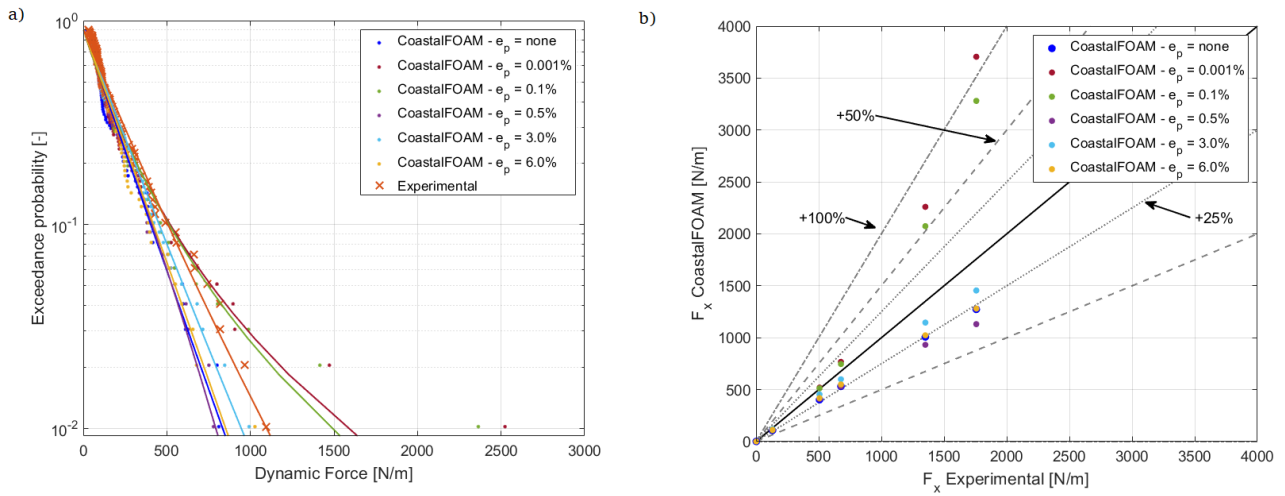 a)
10^0
10^-1
10^-2
Exceedance probability [-]
0
500
1000
1500
2000
2500
3000
Dynamic Force [N/m]
CoastalFOAM - e_p = none
CoastalFOAM - e_p = 0.001%
CoastalFOAM - e_p = 0.1%
CoastalFOAM - e_p = 0.5%
CoastalFOAM - e_p = 3.0%
CoastalFOAM - e_p = 6.0%
Experimental
b)
4000
3500
3000
2500
2000
1500
1000
500
0
F_x CoastalFOAM [N/m]
0
500
1000
1500
2000
2500
3000
3500
4000
F_x Experimental [N/m]
CoastalFOAM - e_p = none
CoastalFOAM - e_p = 0.001%
CoastalFOAM - e_p = 0.1%
CoastalFOAM - e_p = 0.5%
CoastalFOAM - e_p = 3.0%
CoastalFOAM - e_p = 6.0%
+50%
+100%
+25%